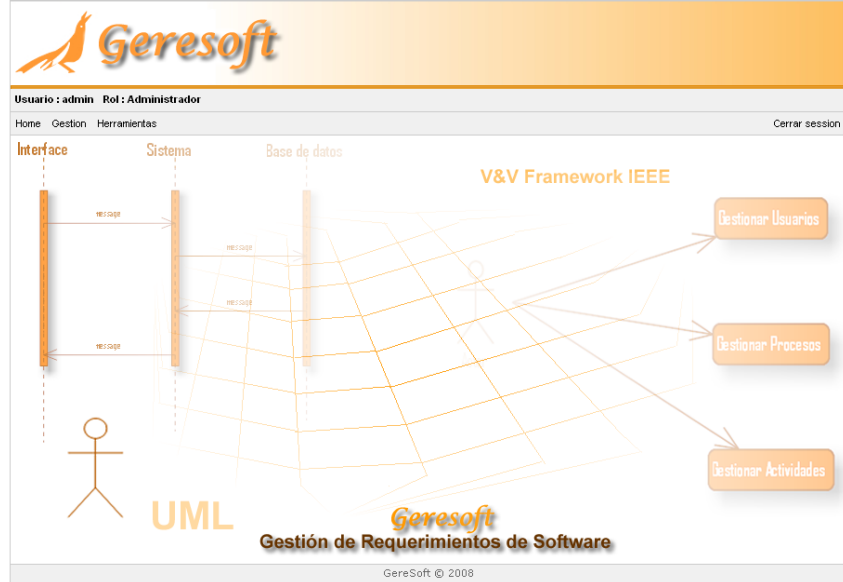 Geresoft
Usuario : admin Rol : Administrador
Home Gestion Herramientas Cerrar session
Interface Sistema Base de datos
V&V Framework IEEE
message
message
message
message
Gestionar Usuarios
Gestionar Procesos
Gestionar Actividades
UML
Geresoft
Gestión de Requerimientos de Software
GereSoft © 2008